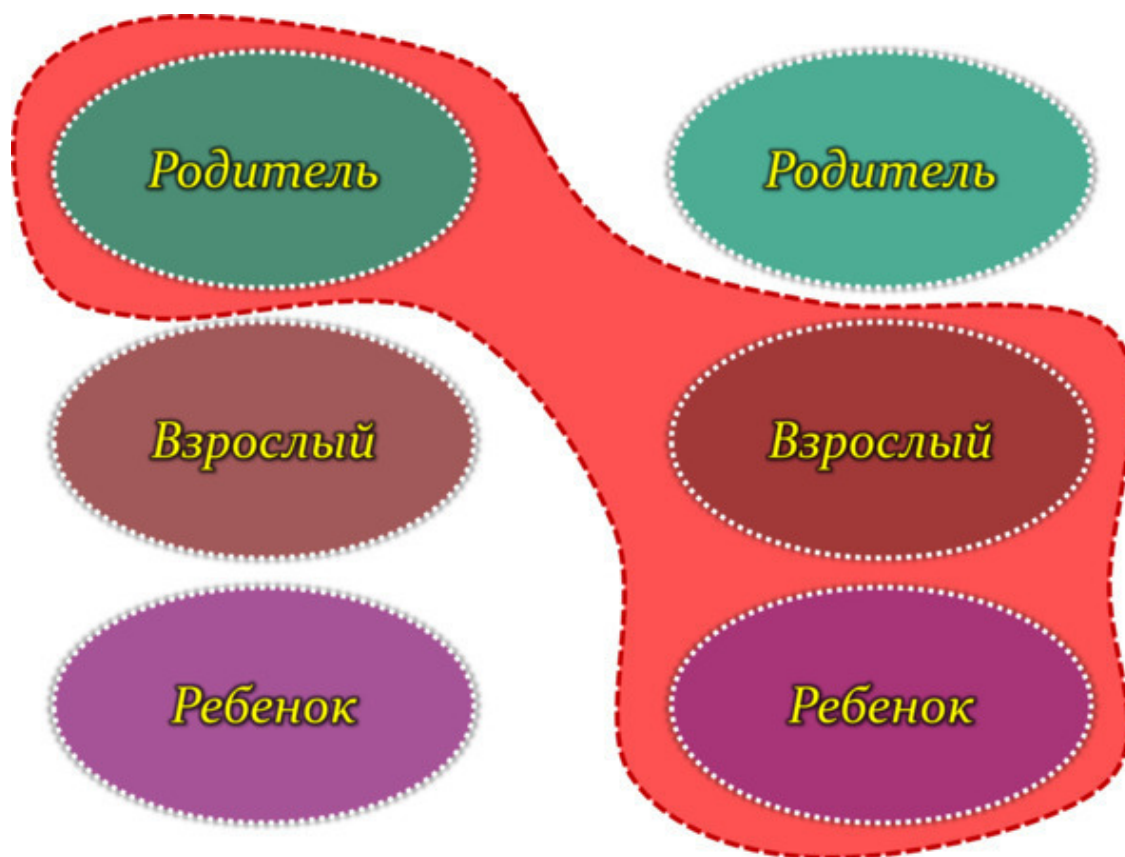 Родитель
Родитель
Взрослый
Взрослый
Ребенок
Ребенок